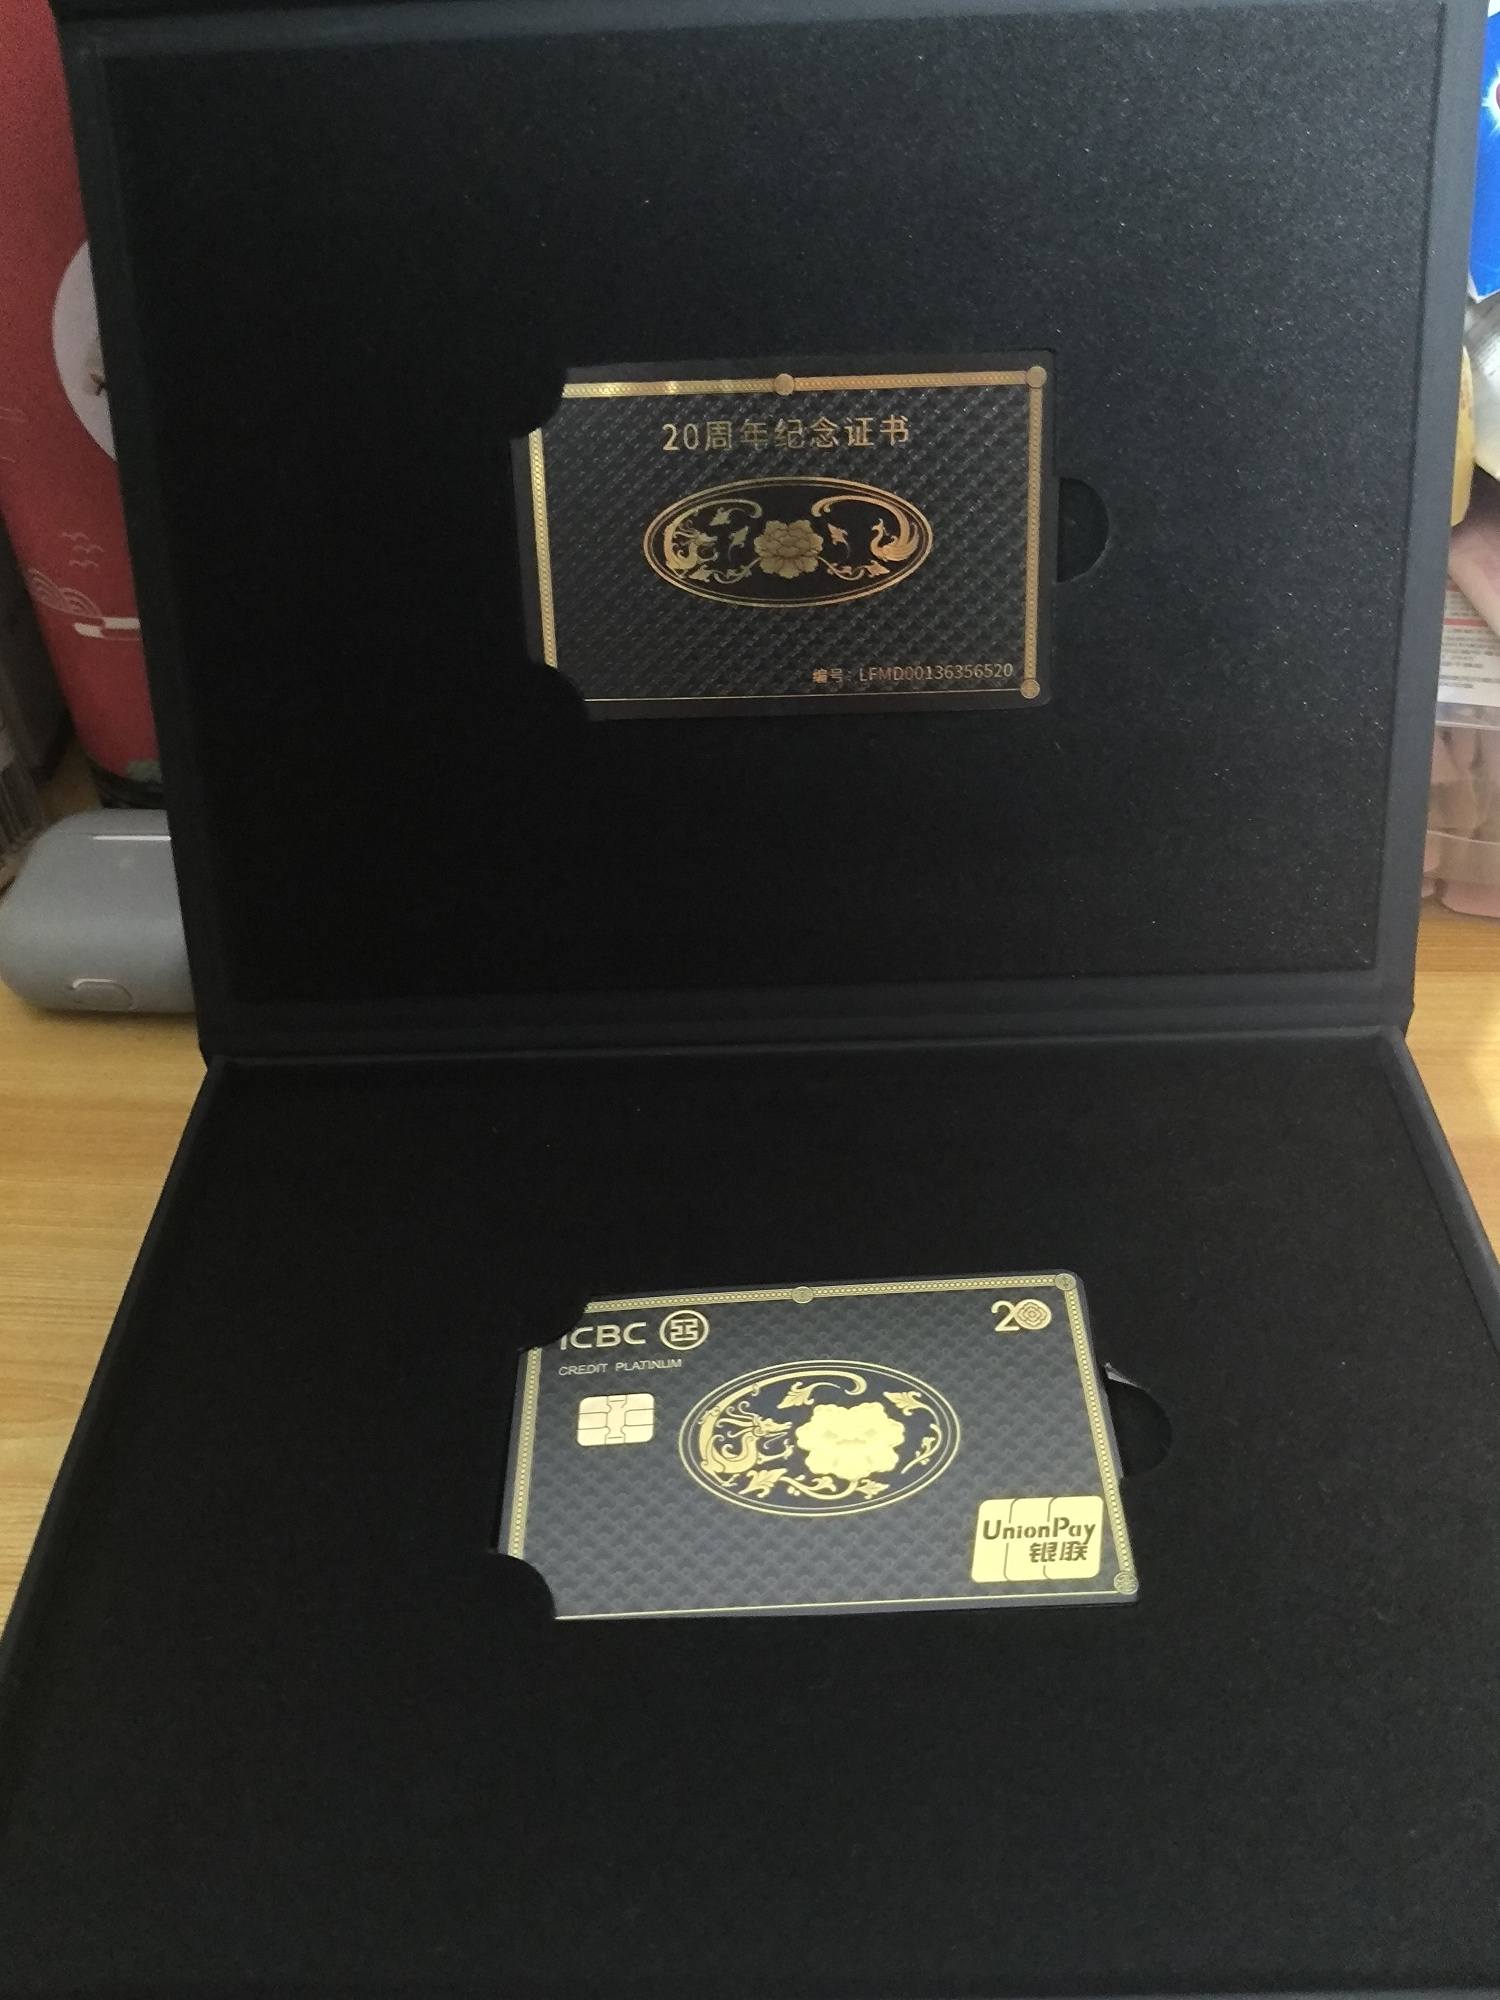 20周年纪念证书
编号：LFMD00136356520
ICBC
20
CREDIT PLATINUM
UnionPay
银联